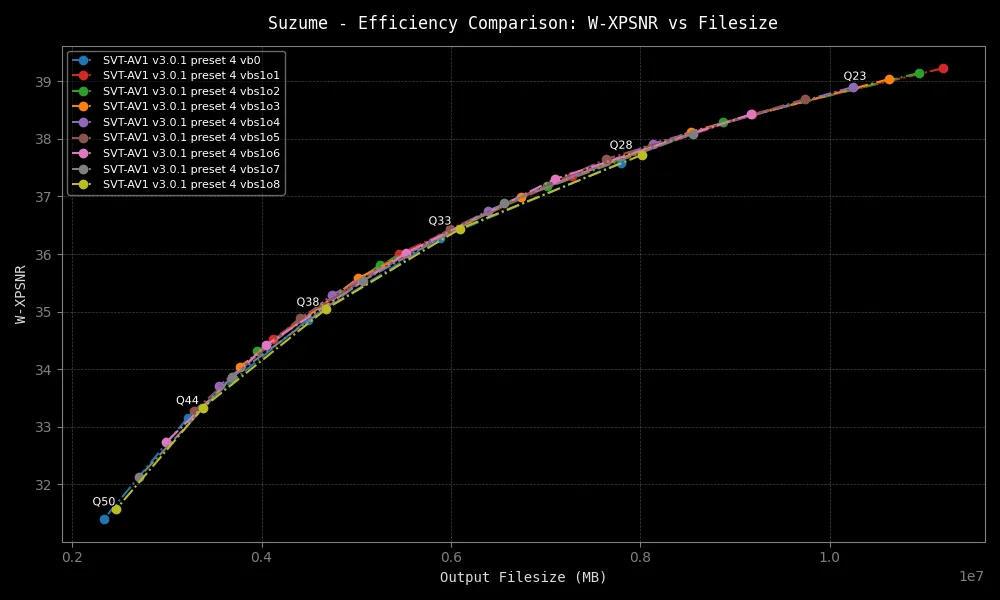 Suzume - Efficiency Comparison: W-XPSNR vs Filesize
SVT-AV1 v3.0.1 preset 4 vb0
SVT-AV1 v3.0.1 preset 4 vbs1o1
SVT-AV1 v3.0.1 preset 4 vbs1o2
SVT-AV1 v3.0.1 preset 4 vbs1o3
SVT-AV1 v3.0.1 preset 4 vbs1o4
SVT-AV1 v3.0.1 preset 4 vbs1o5
SVT-AV1 v3.0.1 preset 4 vbs1o6
SVT-AV1 v3.0.1 preset 4 vbs1o7
SVT-AV1 v3.0.1 preset 4 vbs1o8
Q23
Q28
Q33
Q38
Q44
Q50
39
38
37
36
35
34
33
32
W-XPSNR
0.2 0.4 0.6 0.8 1.0
1e7
Output Filesize (MB)